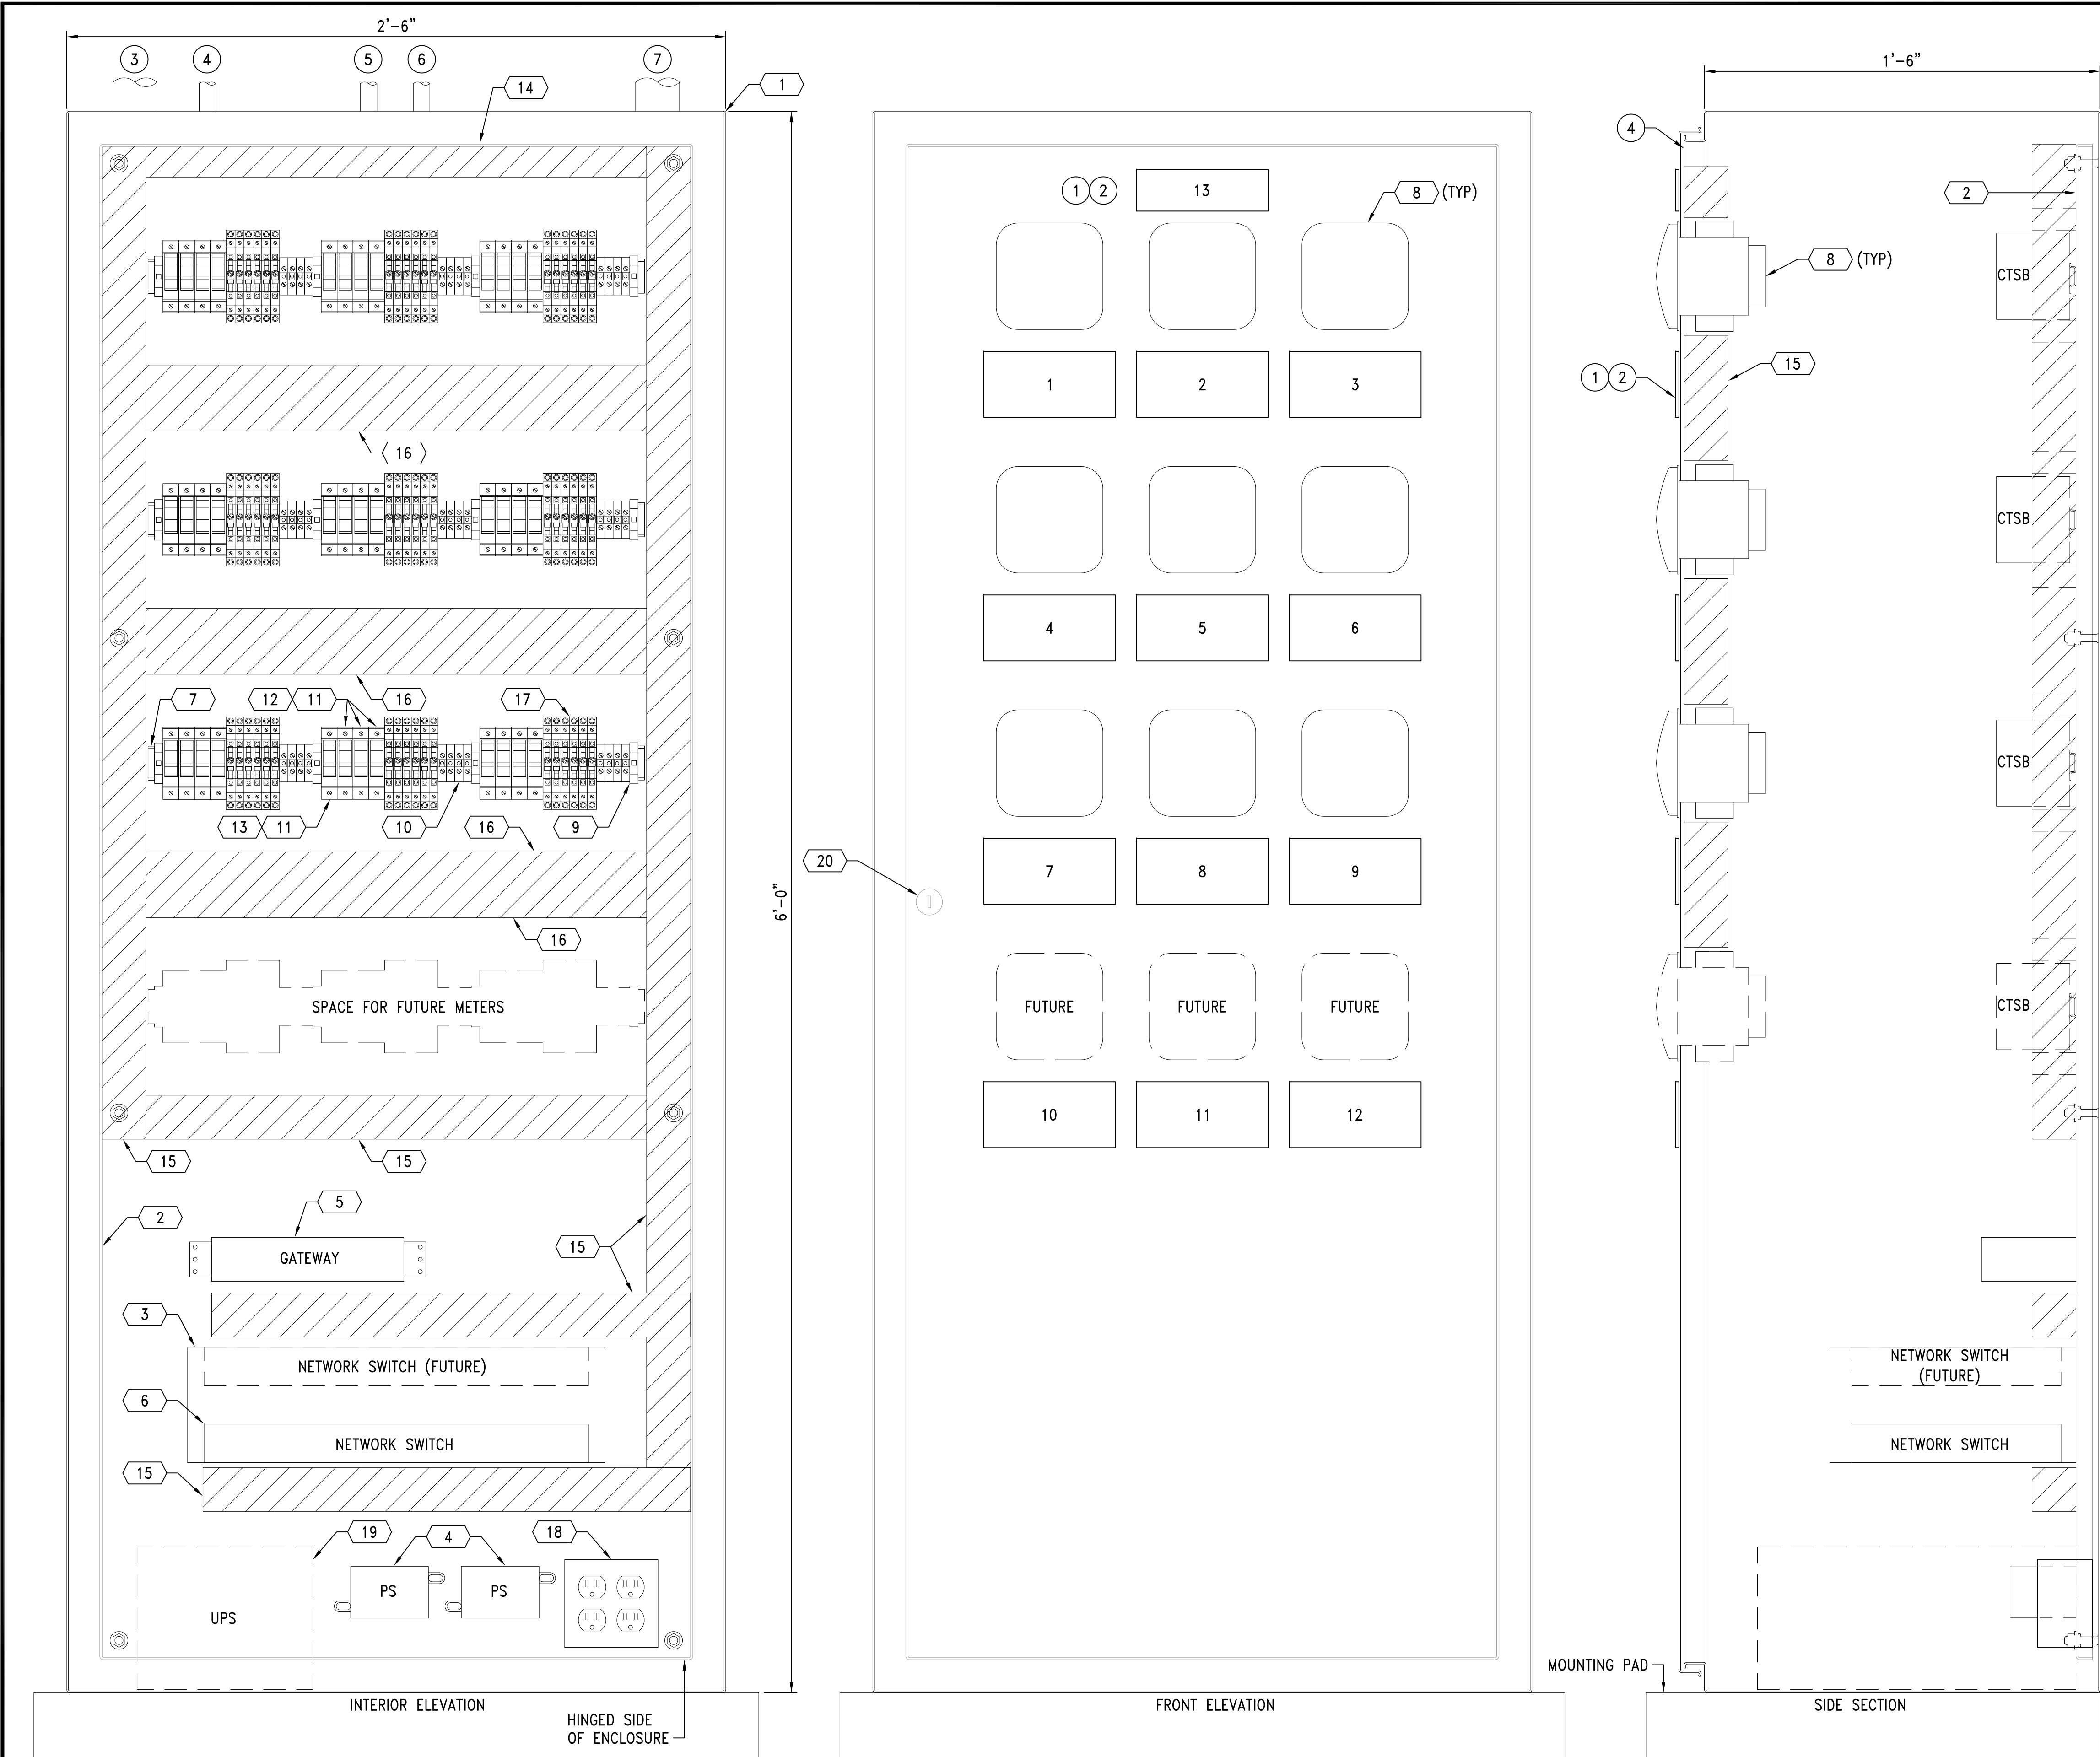 2'-6"
3 4 5 6 7
14
1
16
16
7 12 11 17
13 11 10 16 9
16
6'-0"
SPACE FOR FUTURE METERS
15 15
2
5
GATEWAY
15
3
NETWORK SWITCH (FUTURE)
6
NETWORK SWITCH
15
19 4 18
UPS
PS PS
INTERIOR ELEVATION
HINGED SIDE
OF ENCLOSURE
1 2 13 8 (TYP)
1 2 3
4 5 6
20
7 8 9
FUTURE FUTURE FUTURE
10 11 12
FRONT ELEVATION
1'-6"
4
2
8 (TYP)
CTSB
15
1 2
CTSB
CTSB
CTSB
NETWORK SWITCH
(FUTURE)
NETWORK SWITCH
MOUNTING PAD
SIDE SECTION